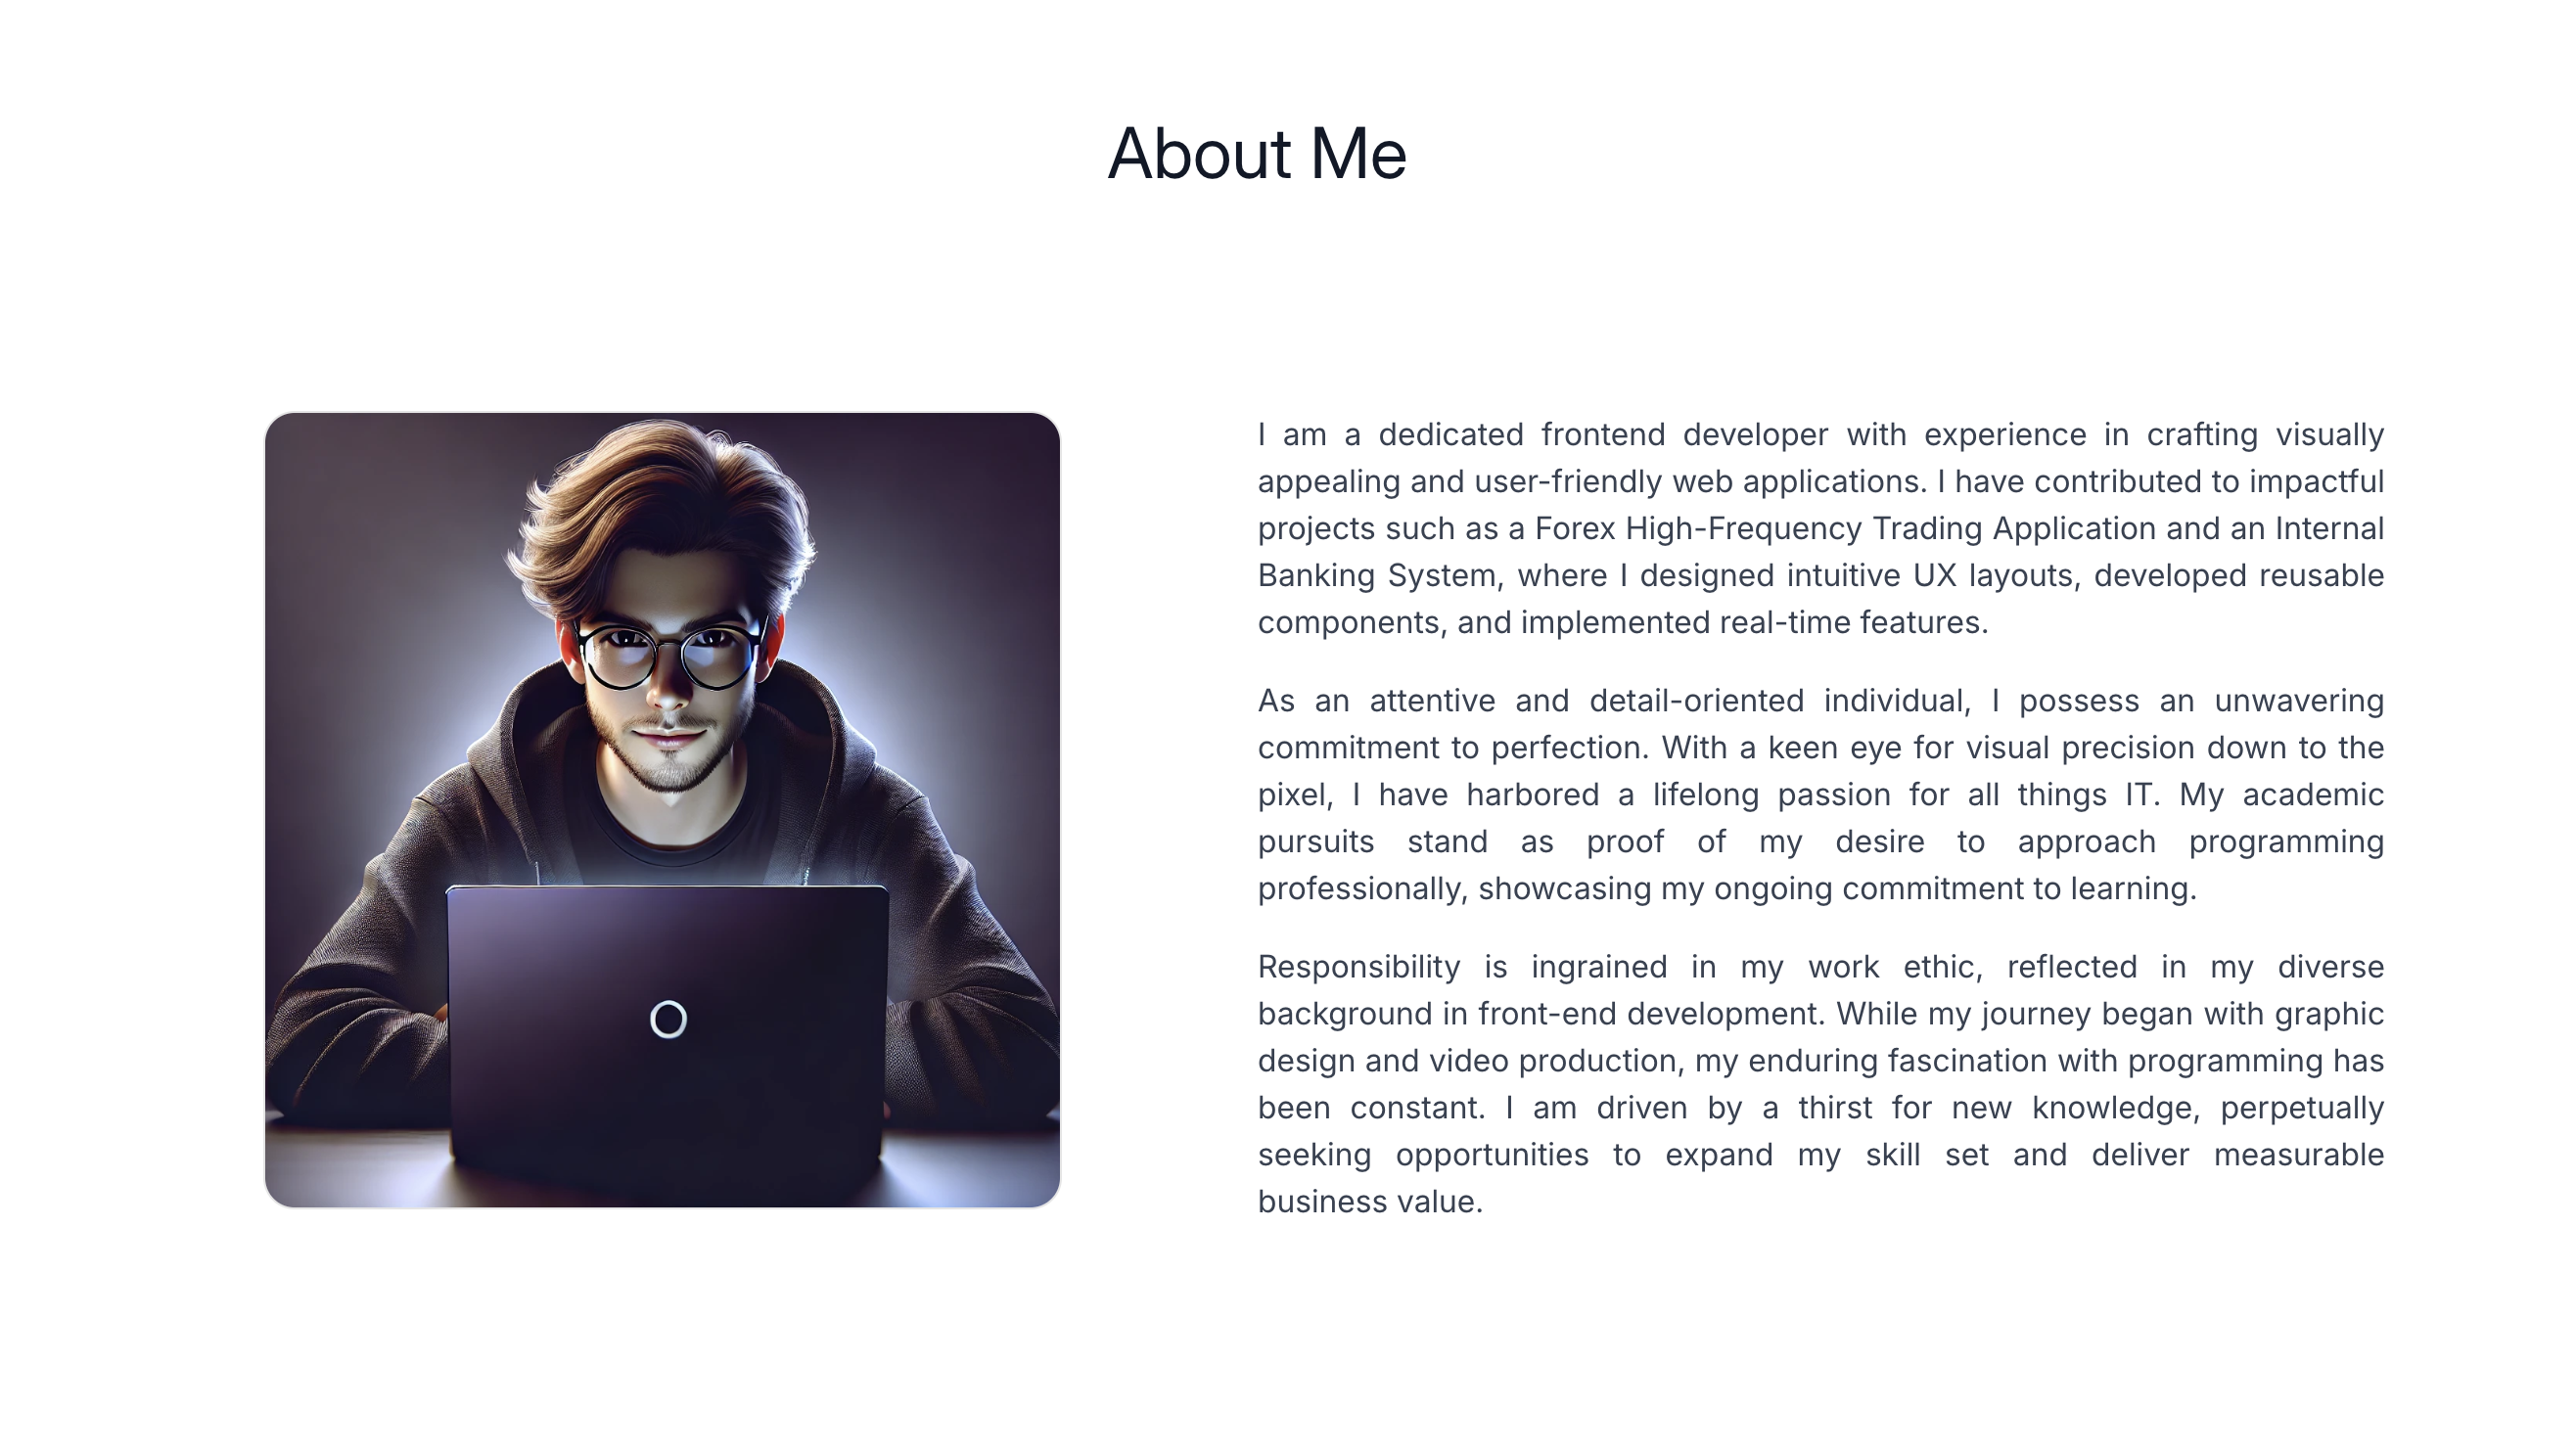 About Me
I am a dedicated frontend developer with experience in crafting visually
appealing and user-friendly web applications. I have contributed to impactful
projects such as a Forex High-Frequency Trading Application and an Internal
Banking System, where I designed intuitive UX layouts, developed reusable
components, and implemented real-time features.
As an attentive and detail-oriented individual, I possess an unwavering
commitment to perfection. With a keen eye for visual precision down to the
pixel, I have harbored a lifelong passion for all things IT. My academic
pursuits stand as proof of my desire to approach programming
professionally, showcasing my ongoing commitment to learning.
Responsibility is ingrained in my work ethic, reflected in my diverse
background in front-end development. While my journey began with graphic
design and video production, my enduring fascination with programming has
been constant. I am driven by a thirst for new knowledge, perpetually
seeking opportunities to expand my skill set and deliver measurable
business value.